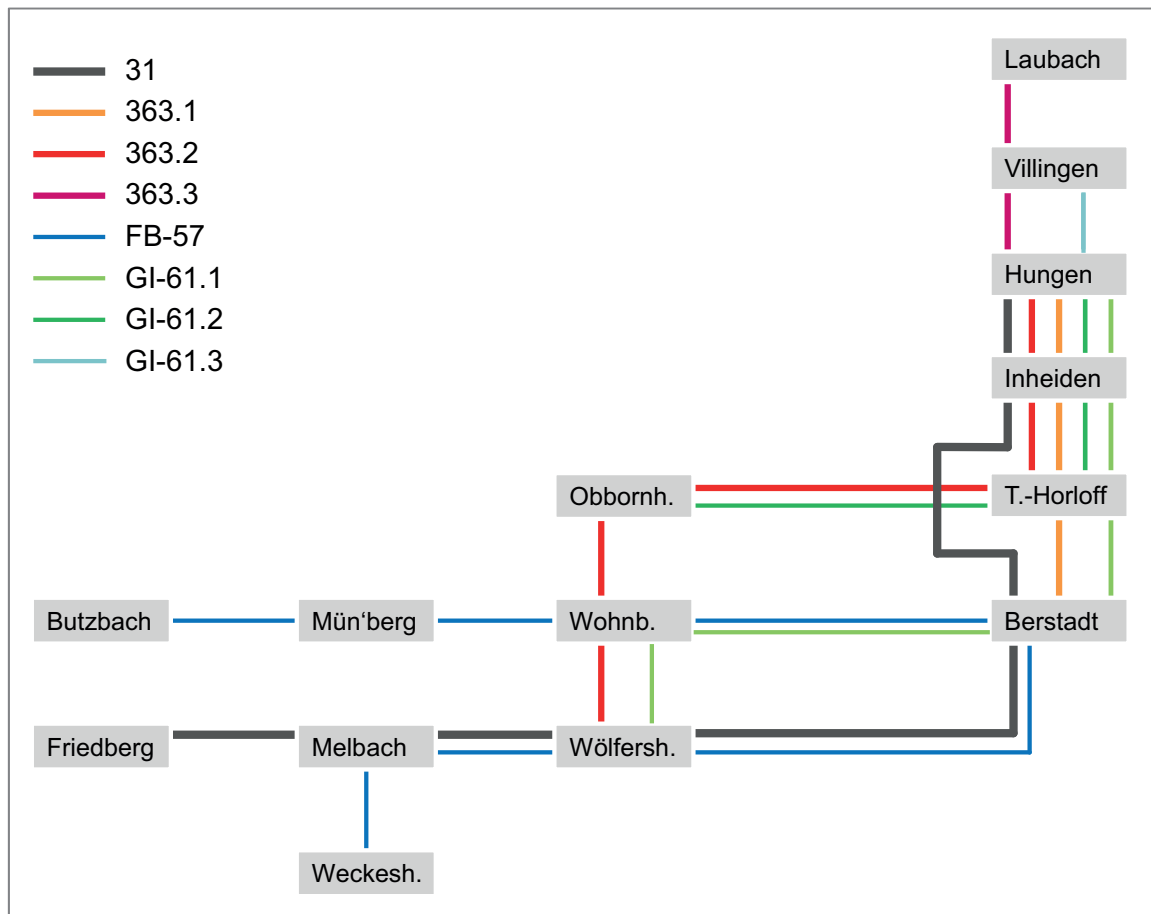 31
363.1
363.2
363.3
FB-57
GI-61.1
GI-61.2
GI-61.3
Laubach
Villingen
Hungen
Inheiden
Obbornh.
T.-Horloff
Butzbach
Mün‘berg
Wohnb.
Berstadt
Friedberg
Melbach
Wölfersh.
Weckesh.